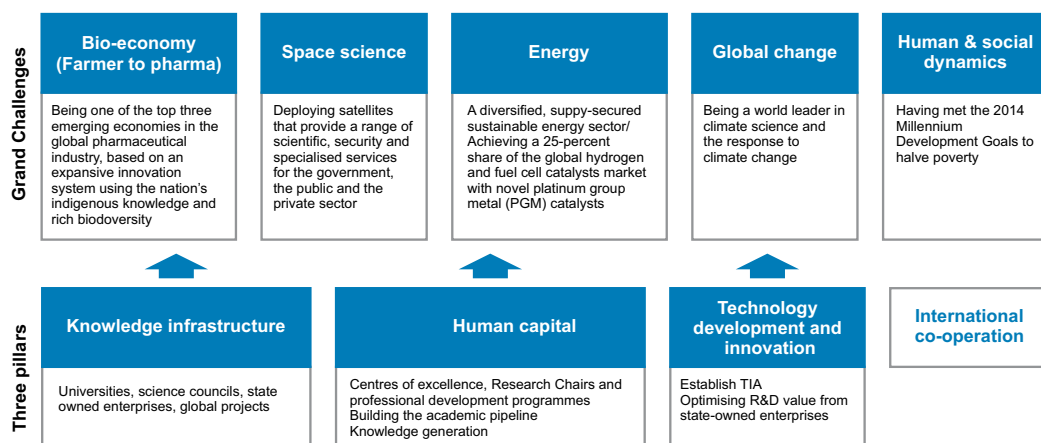 Grand Challenges
Bio-economy
(Farmer to pharma)
Being one of the top three
emerging economies in the
global pharmaceutical
industry, based on an
expansive innovation
system using the nation's
indigenous knowledge and
rich biodoversity
Space science
Deploying satellites
that provide a range of
scientific, security and
specialised services
for the government,
the public and the
private sector
Energy
A diversified, suppy-secured
sustainable energy sector/
Achieving a 25-percent
share of the global hydrogen
and fuel cell catalysts market
with novel platinum group
metal (PGM) catalysts
Global change
Being a world leader in
climate science and
the response to
climate change
Human & social
dynamics
Having met the 2014
Millennium
Development Goals to
halve poverty
Three pillars
Knowledge infrastructure
Universities, science councils, state
owned enterprises, global projects
Human capital
Centres of excellence, Research Chairs and
professional development programmes
Building the academic pipeline
Knowledge generation
Technology
development and
innovation
Establish TIA
Optimising R&D value from
state-owned enterprises
International
co-operation